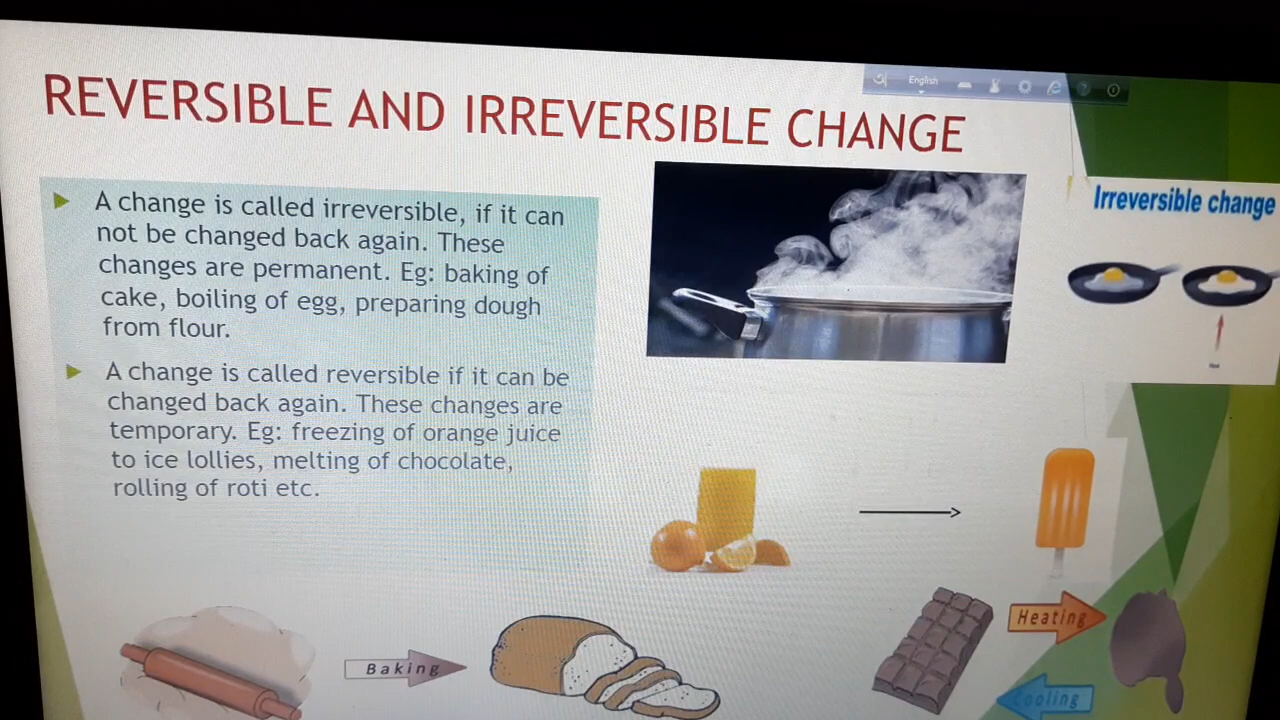 English
REVERSIBLE AND IRREVERSIBLE CHANGE
A change is called irreversible, if it can
not be changed back again. These
changes are permanent. Eg: baking of
cake, boiling of egg, preparing dough
from flour.
A change is called reversible if it can be
changed back again. These changes are
temporary. Eg: freezing of orange juice
to ice lollies, melting of chocolate,
rolling of roti etc.
Irreversible change
Baking
Heating
Cooling